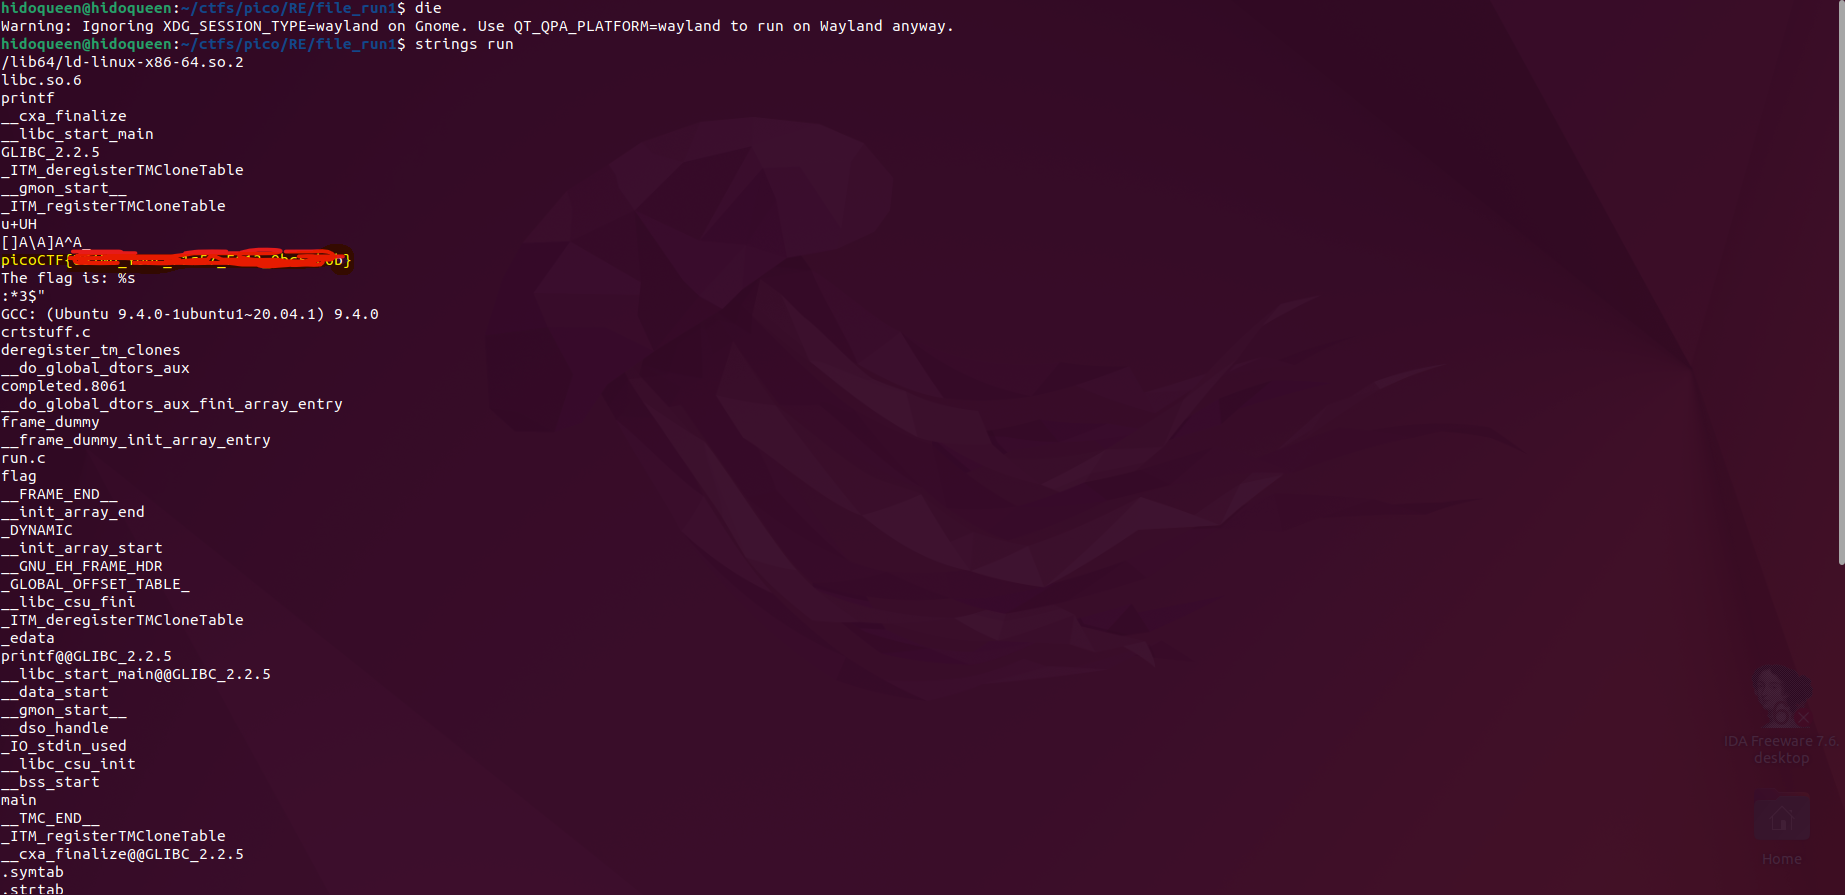 hidoqueen@hidoqueen:~/ctfs/pico/RE/file_run1$ die
Warning: Ignoring XDG_SESSION_TYPE=wayland on Gnome. Use QT_QPA_PLATFORM=wayland to run on Wayland anyway.
hidoqueen@hidoqueen:~/ctfs/pico/RE/file_run1$ strings run
/lib64/ld-linux-x86-64.so.2
libc.so.6
printf
__cxa_finalize
__libc_start_main
GLIBC_2.2.5
_ITM_deregisterTMCloneTable
__gmon_start__
_ITM_registerTMCloneTable
u+UH
[]A\A]A^A_
picoCTF{ }
The flag is: %s
:*3$"
GCC: (Ubuntu 9.4.0-1ubuntu1~20.04.1) 9.4.0
crtstuff.c
deregister_tm_clones
__do_global_dtors_aux
completed.8061
__do_global_dtors_aux_fini_array_entry
frame_dummy
__frame_dummy_init_array_entry
run.c
flag
__FRAME_END__
__init_array_end
_DYNAMIC
__init_array_start
__GNU_EH_FRAME_HDR
_GLOBAL_OFFSET_TABLE_
__libc_csu_fini
_ITM_deregisterTMCloneTable
_edata
printf@@GLIBC_2.2.5
__libc_start_main@@GLIBC_2.2.5
__data_start
__gmon_start__
__dso_handle
_IO_stdin_used
__libc_csu_init
__bss_start
main
__TMC_END__
_ITM_registerTMCloneTable
__cxa_finalize@@GLIBC_2.2.5
.symtab
.strtab
IDA Freeware 7.6.
desktop
Home